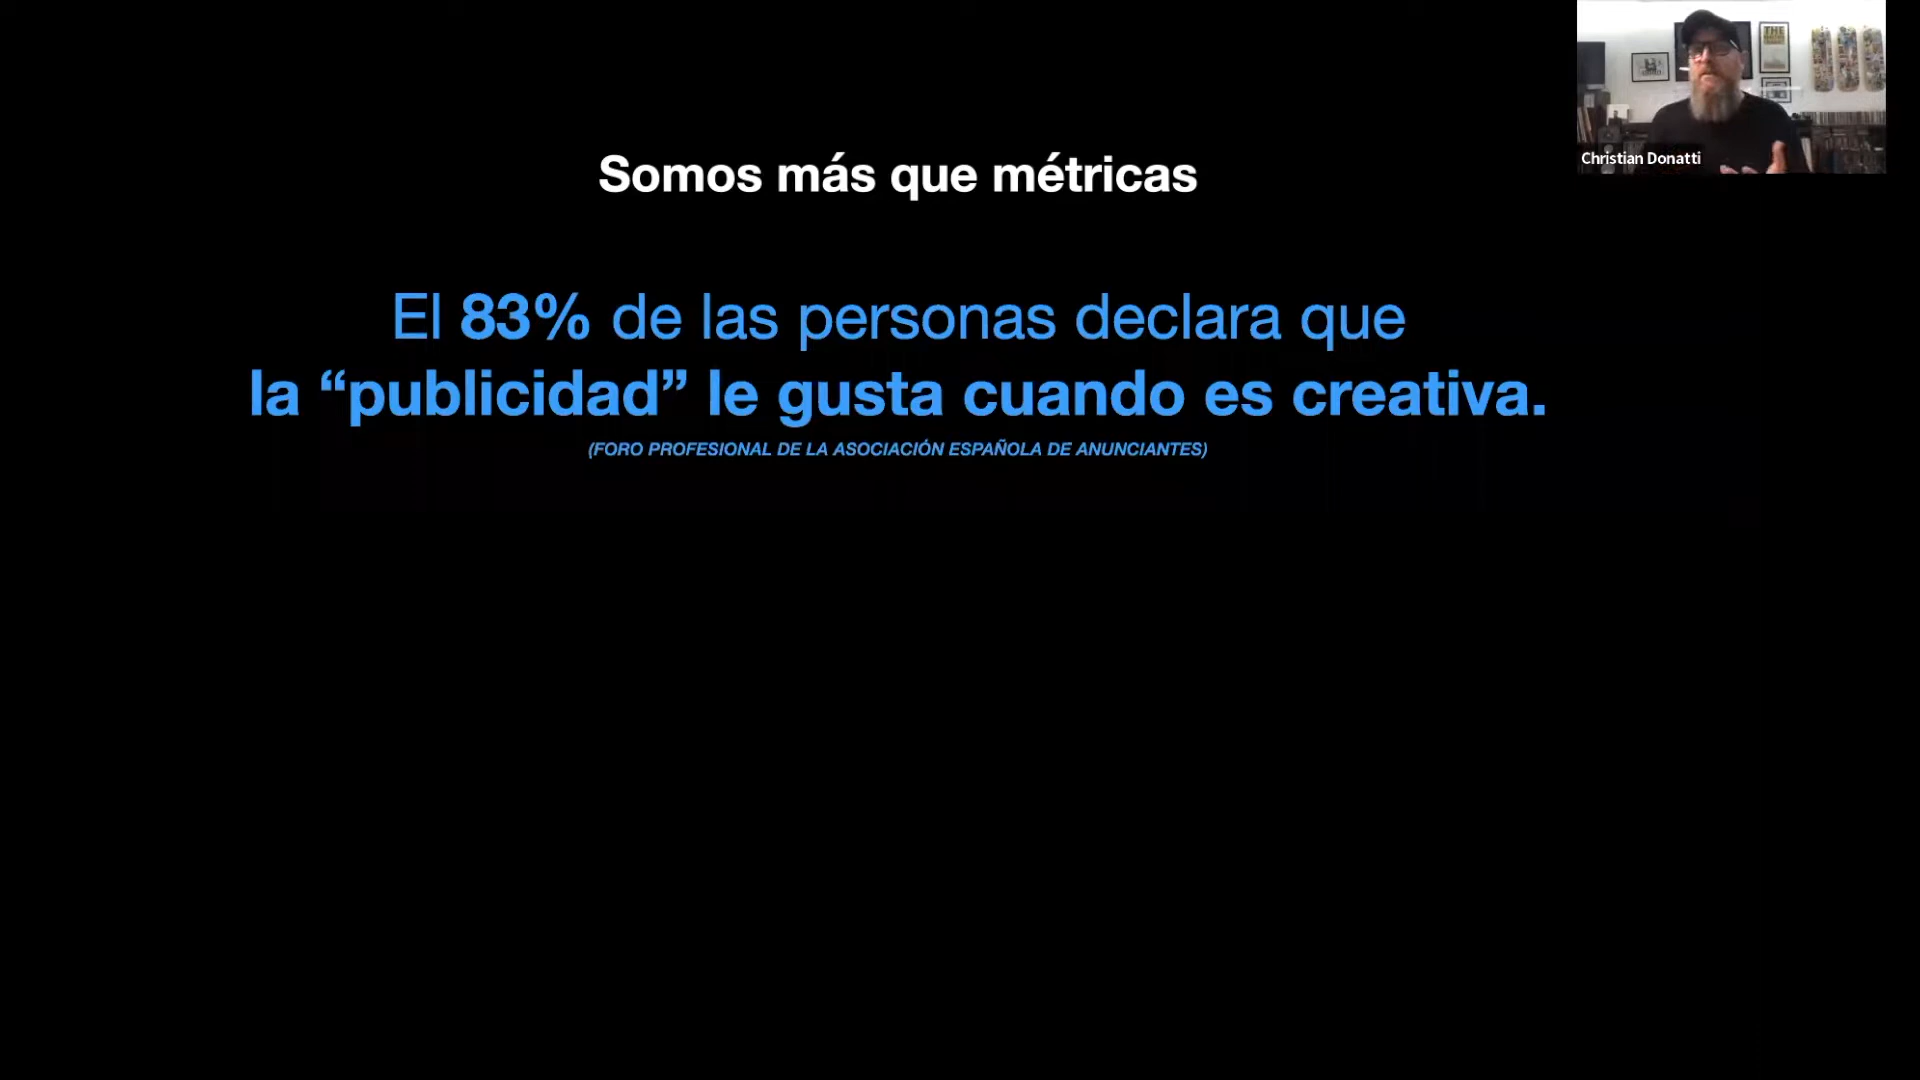 Somos más que métricas
El 83% de las personas declara que
la “publicidad” le gusta cuando es creativa.
(FORO PROFESIONAL DE LA ASOCIACIÓN ESPAÑOLA DE ANUNCIANTES)
THE
Christian Donatti